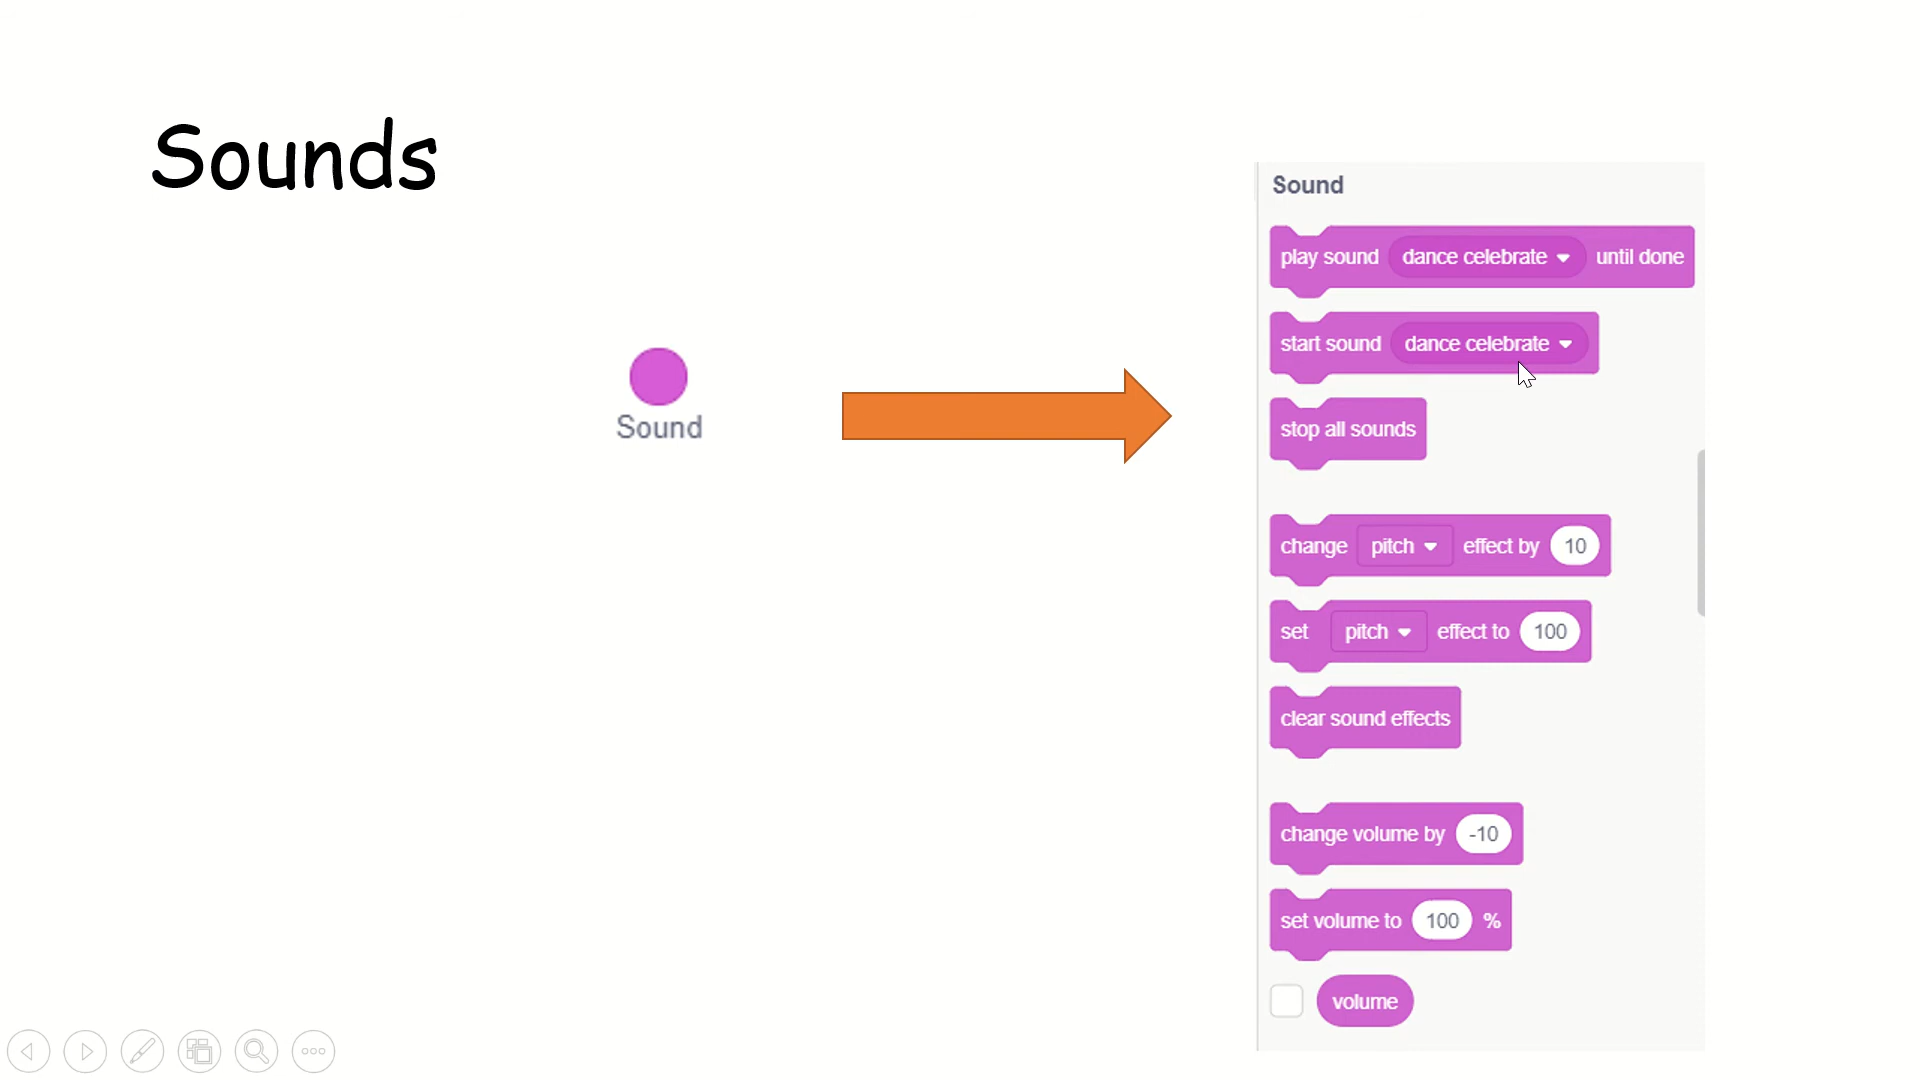 Sounds
Sound
Sound
play sound dance celebrate until done
start sound dance celebrate
stop all sounds
change pitch effect by 10
set pitch effect to 100
clear sound effects
change volume by -10
set volume to 100 %
volume